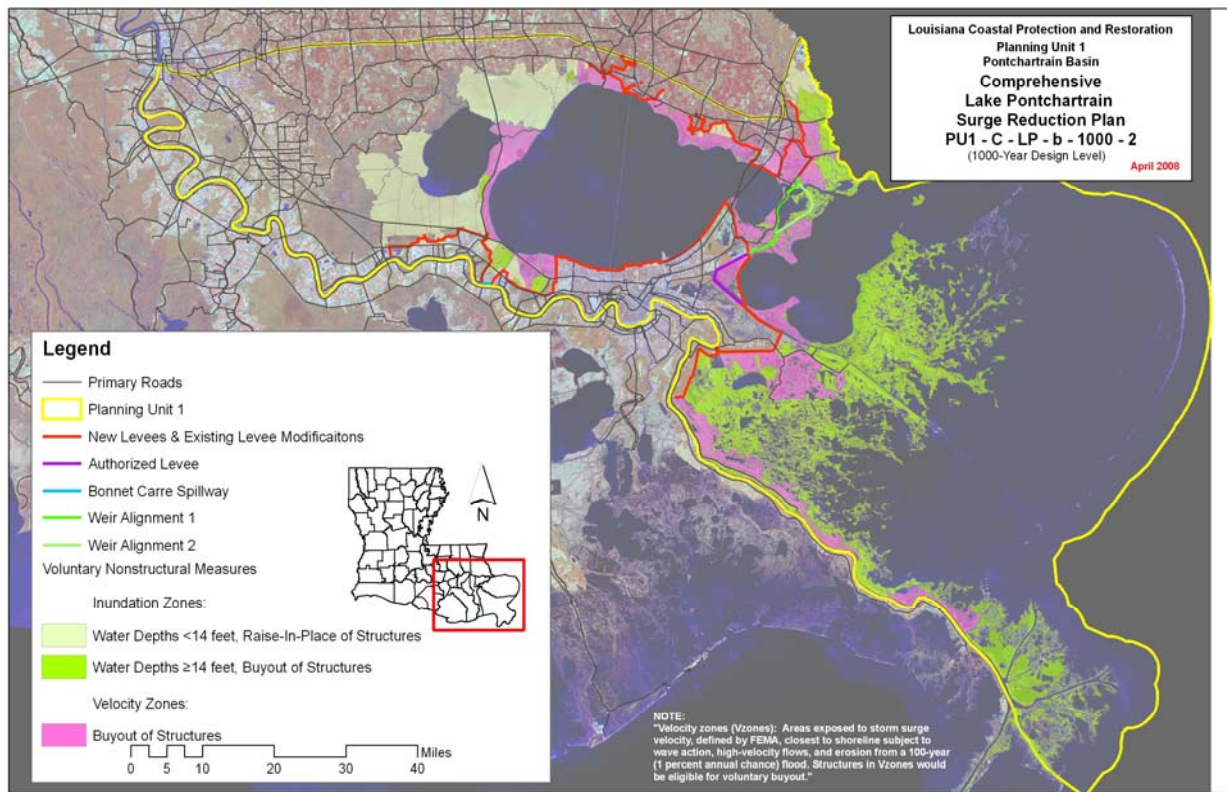 Louisiana Coastal Protection and Restoration
Planning Unit 1
Pontchartrain Basin
Comprehensive
Lake Pontchartrain
Surge Reduction Plan
PU1 - C - LP - b - 1000 - 2
(1000-Year Design Level)
April 2008
Legend
Primary Roads
Planning Unit 1
New Levees & Existing Levee Modificaitons
Authorized Levee
Bonnet Carre Spillway
Weir Alignment 1
Weir Alignment 2
Voluntary Nonstructural Measures
Inundation Zones:
Water Depths <14 feet, Raise-In-Place of Structures
Water Depths ≥14 feet, Buyout of Structures
Velocity Zones:
Buyout of Structures
N
Miles
0 5 10 20 30 40
NOTE:
"Velocity zones (Vzones): Areas exposed to storm surge
velocity, defined by FEMA, closest to shoreline subject to
wave action, high-velocity flows, and erosion from a 100-year
(1 percent annual chance) flood. Structures in Vzones would
be eligible for voluntary buyout."